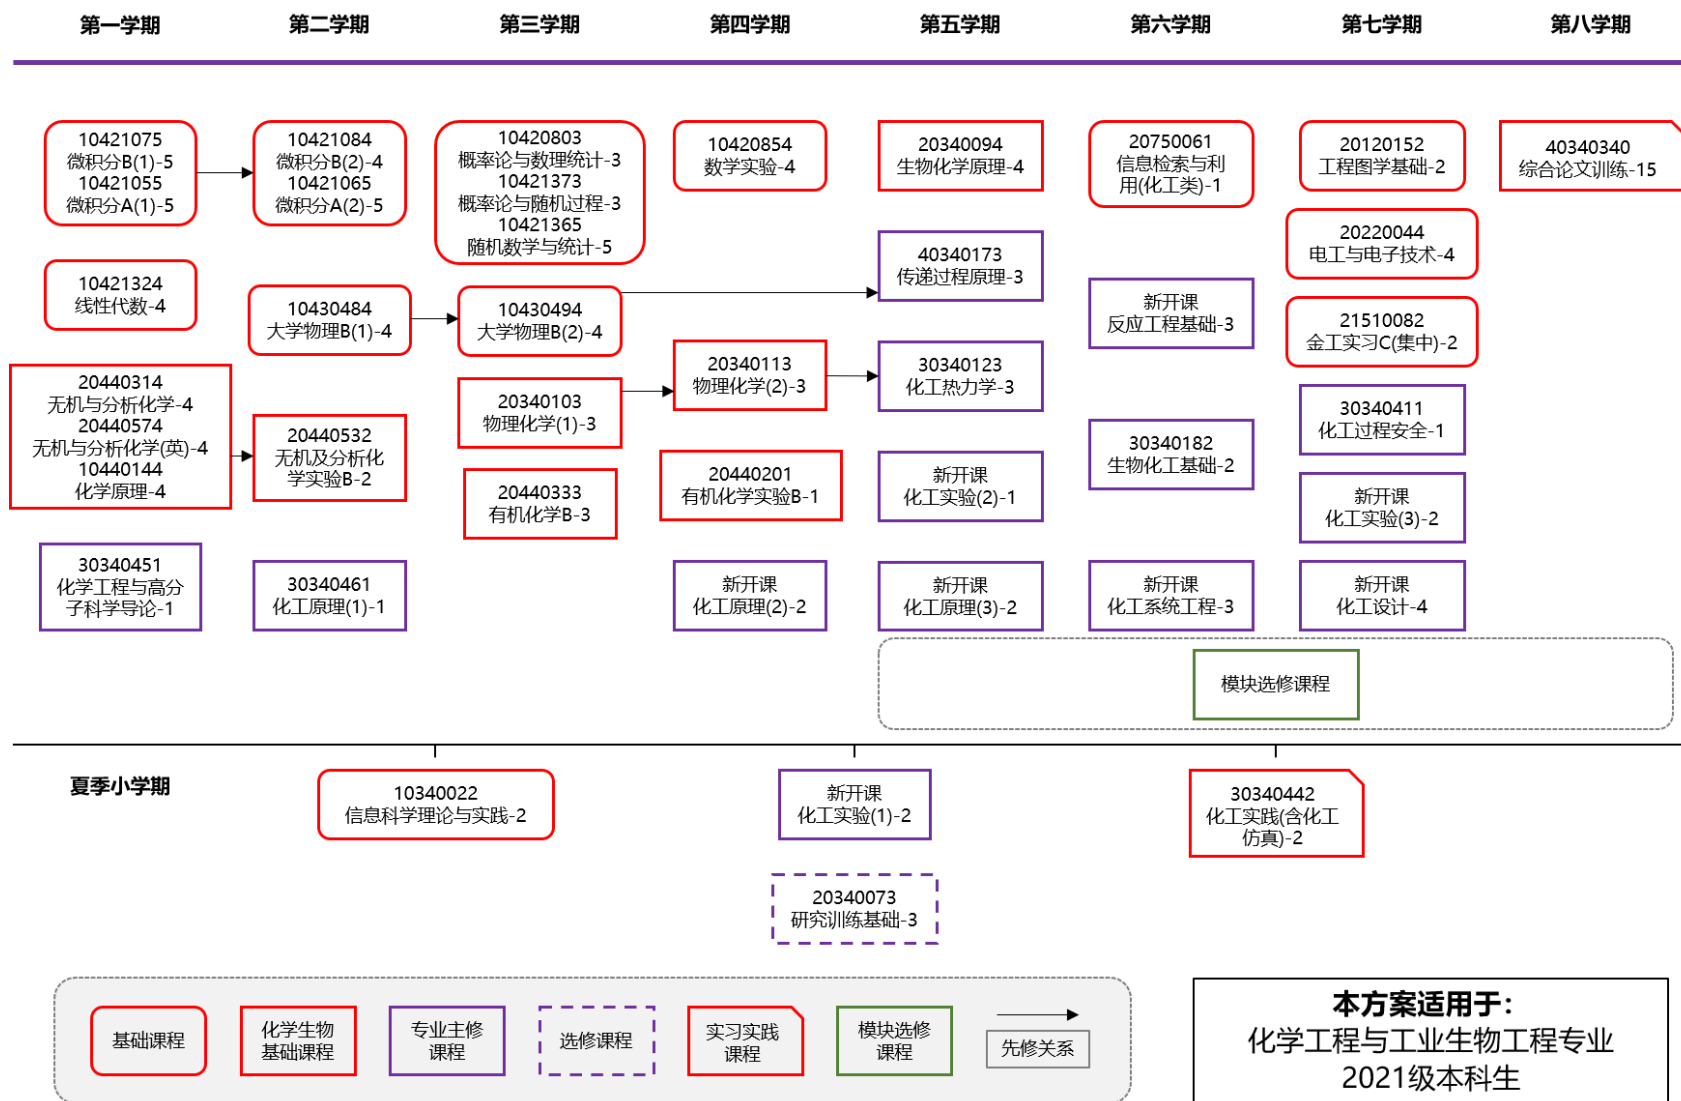 第一学期
第二学期
第三学期
第四学期
第五学期
第六学期
第七学期
第八学期
10421075
微积分B(1)-5
10421055
微积分A(1)-5
10421084
微积分B(2)-4
10421065
微积分A(2)-5
10420803
概率论与数理统计-3
10421373
概率论与随机过程-3
10421365
随机数学与统计-5
10420854
数学实验-4
20340094
生物化学原理-4
20750061
信息检索与利
用(化工类)-1
20120152
工程图学基础-2
40340340
综合论文训练-15
10421324
线性代数-4
10430484
大学物理B(1)-4
10430494
大学物理B(2)-4
40340173
传递过程原理-3
新开课
反应工程基础-3
20220044
电工与电子技术-4
21510082
金工实习C(集中)-2
20440314
无机与分析化学-4
20440574
无机与分析化学(英)-4
10440144
化学原理-4
20440532
无机及分析化
学实验B-2
20340103
物理化学(1)-3
20340113
物理化学(2)-3
30340123
化工热力学-3
30340182
生物化工基础-2
30340411
化工过程安全-1
20440333
有机化学B-3
20440201
有机化学实验B-1
新开课
化工实验(2)-1
新开课
化工实验(3)-2
30340451
化学工程与高分
子科学导论-1
30340461
化工原理(1)-1
新开课
化工原理(2)-2
新开课
化工原理(3)-2
新开课
化工系统工程-3
新开课
化工设计-4
模块选修课程
夏季小学期
10340022
信息科学理论与实践-2
新开课
化工实验(1)-2
30340442
化工实践(含化工
仿真)-2
20340073
研究训练基础-3
基础课程
化学生物
基础课程
专业主修
课程
选修课程
实习实践
课程
模块选修
课程
先修关系
本方案适用于：
化学工程与工业生物工程专业
2021级本科生